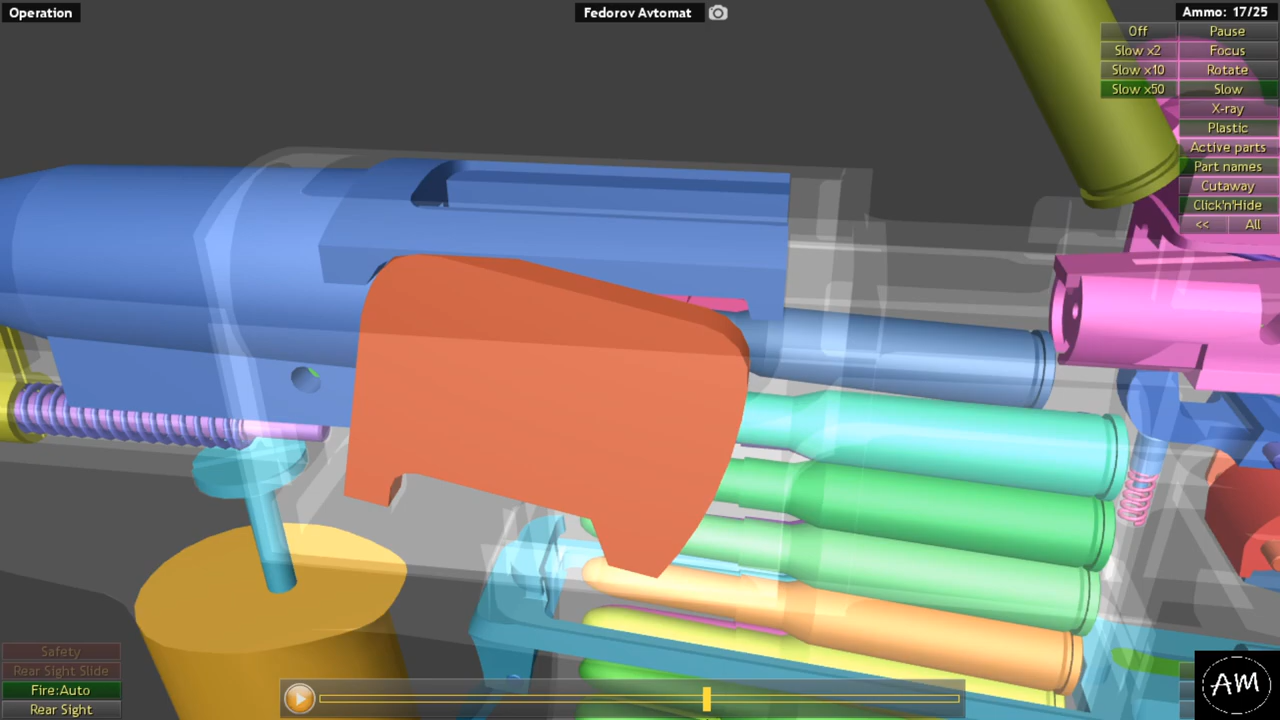 Operation
Fedorov Avtomat
Ammo: 17/25
Off
Pause
Slow x2
Focus
Slow x10
Rotate
Slow x50
Slow
X-ray
Plastic
Active parts
Part names
Cutaway
Click'n'Hide
<<
All
Safety
Rear Sight Slide
Fire:Auto
Rear Sight
AM